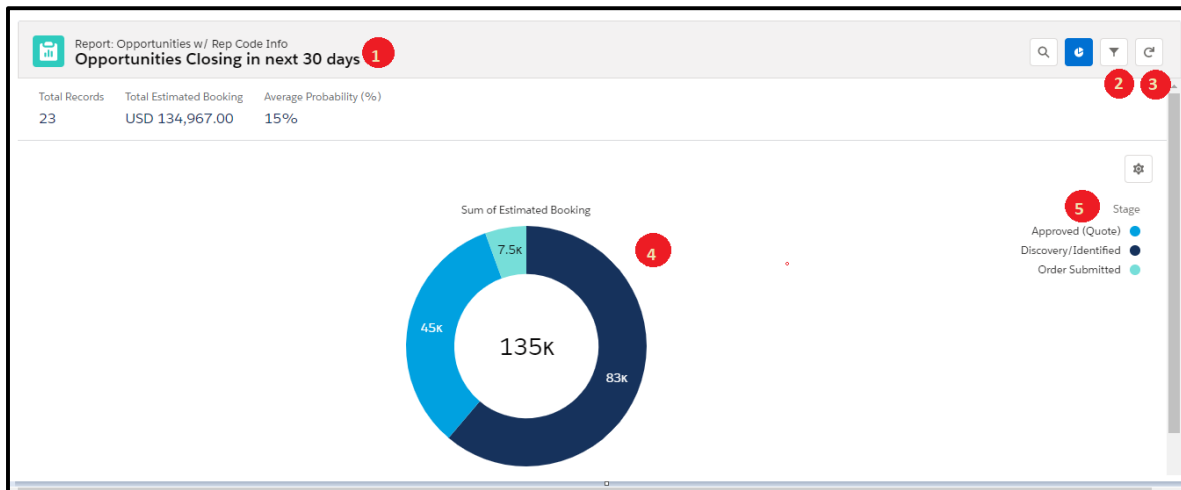 Report: Opportunities w/ Rep Code Info
Opportunities Closing in next 30 days
1
2
3
Total Records
Total Estimated Booking
Average Probability (%)
23
USD 134,967.00
15%
Sum of Estimated Booking
4
5
Stage
Approved (Quote)
Discovery/Identified
Order Submitted
7.5K
45K
135K
83K